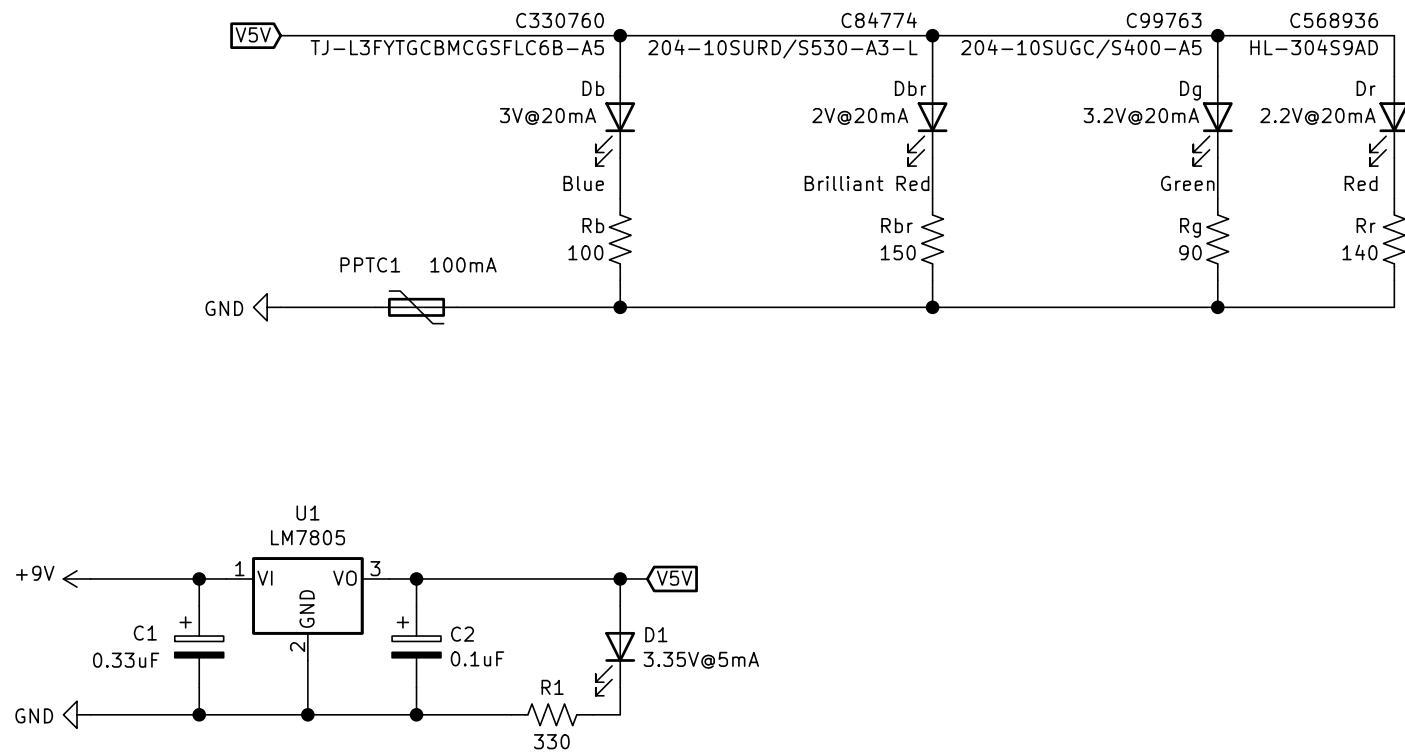 C330760
C84774
C99763
C568936
V5V
TJ-L3FYTGCBMCGSFLC6B-A5
204-10SURD/S530-A3-L
204-10SUGC/S400-A5
HL-304S9AD
Db
Dbr
Dg
Dr
3V@20mA
2V@20mA
3.2V@20mA
2.2V@20mA
Blue
Brilliant Red
Green
Red
Rb
Rbr
Rg
Rr
100
150
90
140
PPTC1 100mA
GND
U1
LM7805
+9V
1
VI
VO
3
V5V
GND
2
+
C1
0.33uF
+
C2
0.1uF
D1
3.35V@5mA
GND
R1
330